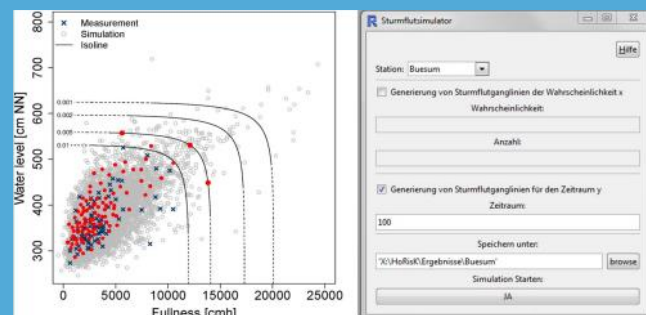 Measurement
Simulation
Isoline
Water level [cm NN]
800
700
600
500
400
300
0.001
0.002
0.005
0.01
0
5000
10000
15000
20000
25000
Fullness [cmh]
Sturmflutsimulator
Hilfe
Station: Buesum
Generierung von Sturmflutganglinien der Wahrscheinlichkeit x
Wahrscheinlichkeit:
Anzahl:
Generierung von Sturmflutganglinien für den Zeitraum y
Zeitraum:
100
Speichern unter:
'X:\HoRisK\Ergebnisse\Buesum' browse
Simulation Starten:
JA